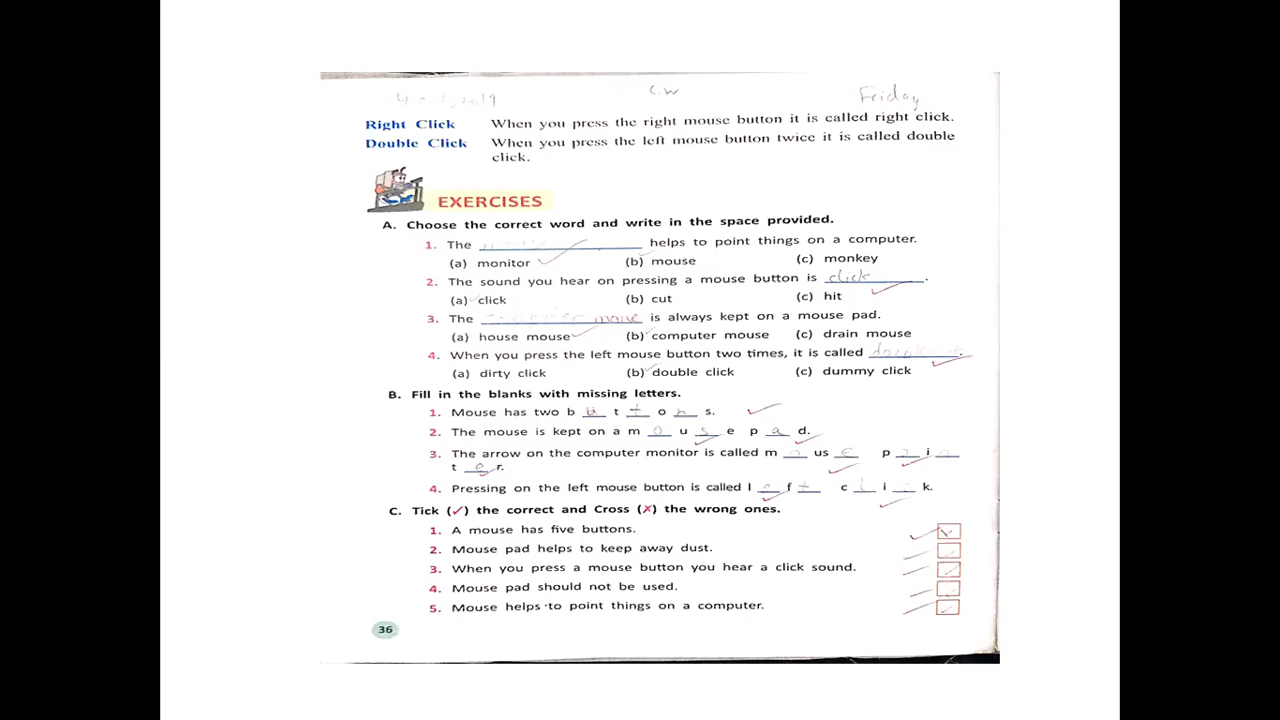 C.W
Friday
Right Click When you press the right mouse button it is called right click.
Double Click When you press the left mouse button twice it is called double
click.
EXERCISES
A. Choose the correct word and write in the space provided.
1. The helps to point things on a computer.
(a) monitor (b) mouse (c) monkey
2. The sound you hear on pressing a mouse button is click.
(a) click (b) cut (c) hit
3. The computer mouse is always kept on a mouse pad.
(a) house mouse (b) computer mouse (c) drain mouse
4. When you press the left mouse button two times, it is called
(a) dirty click (b) double click (c) dummy click
B. Fill in the blanks with missing letters.
1. Mouse has two b u t t o n s.
2. The mouse is kept on a m o u s e p a d.
3. The arrow on the computer monitor is called m o us e p o i n
t e r.
4. Pressing on the left mouse button is called l e f t c l i c k.
C. Tick (✓) the correct and Cross (✗) the wrong ones.
1. A mouse has five buttons.
2. Mouse pad helps to keep away dust.
3. When you press a mouse button you hear a click sound.
4. Mouse pad should not be used.
5. Mouse helps to point things on a computer.
36